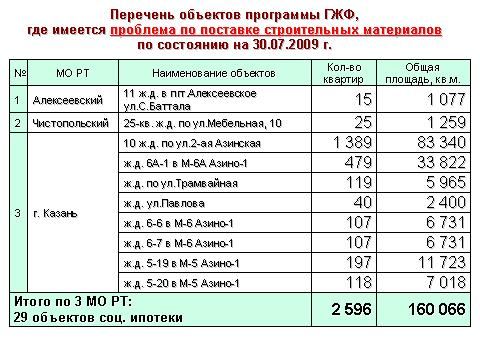 Перечень объектов программы ГЖФ,
где имеется проблема по поставке строительных материалов
по состоянию на 30.07.2009 г.
№ МО РТ Наименование объектов Кол-во квартир Общая площадь, кв.м.
1 Алексеевский 11 ж.д. в пгт.Алексеевское ул.С.Баттала 15 1 077
2 Чистопольский 25-кв. ж.д. по ул.Мебельная, 10 25 1 259
3 г. Казань 10 ж.д. по ул.2-ая Азинская 1 389 83 340
ж.д. 6А-1 в М-6А Азино-1 479 33 822
ж.д. по ул.Трамвайная 119 5 965
ж.д. ул.Павлова 40 2 400
ж.д. 6-6 в М-6 Азино-1 107 6 731
ж.д. 6-7 в М-6 Азино-1 107 6 731
ж.д. 5-19 в М-5 Азино-1 197 11 723
ж.д. 5-20 в М-5 Азино-1 118 7 018
Итого по 3 МО РТ:
29 объектов соц. ипотеки 2 596 160 066